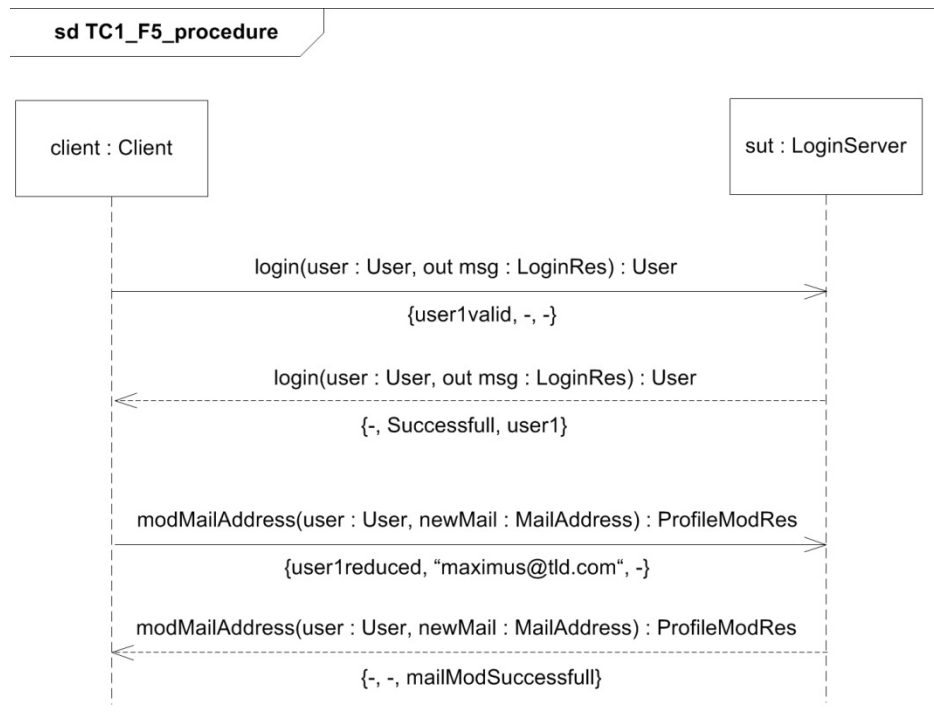 sd TC1_F5_procedure
client : Client
sut : LoginServer
login(user : User, out msg : LoginRes) : User
{user1valid, -, -}
login(user : User, out msg : LoginRes) : User
{-, Successfull, user1}
modMailAddress(user : User, newMail : MailAddress) : ProfileModRes
{user1reduced, “maximus@tld.com“, -}
modMailAddress(user : User, newMail : MailAddress) : ProfileModRes
{-, -, mailModSuccessfull}